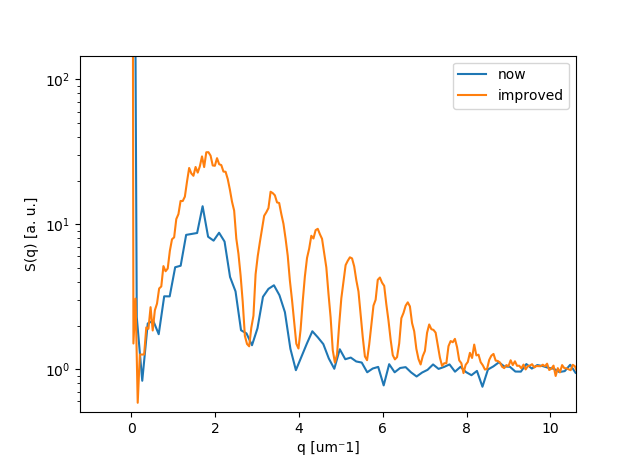 now
improved
10²
10¹
10⁰
S(q) [a. u.]
0
2
4
6
8
10
q [um⁻1]